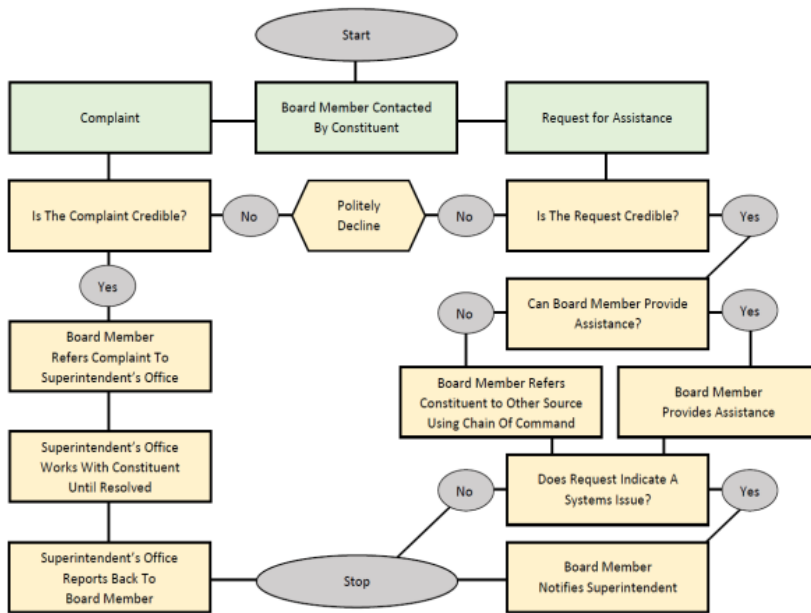 Start
Complaint
Board Member Contacted
By Constituent
Request for Assistance
Is The Complaint Credible?
No
Politely
Decline
No
Is The Request Credible?
Yes
Yes
Can Board Member Provide
Assistance?
No
Yes
Board Member
Refers Complaint To
Superintendent's Office
Board Member Refers
Constituent to Other Source
Using Chain Of Command
Board Member
Provides Assistance
Superintendent's Office
Works With Constituent
Until Resolved
No
Does Request Indicate A
Systems Issue?
Yes
Superintendent's Office
Reports Back To
Board Member
Stop
Board Member
Notifies Superintendent